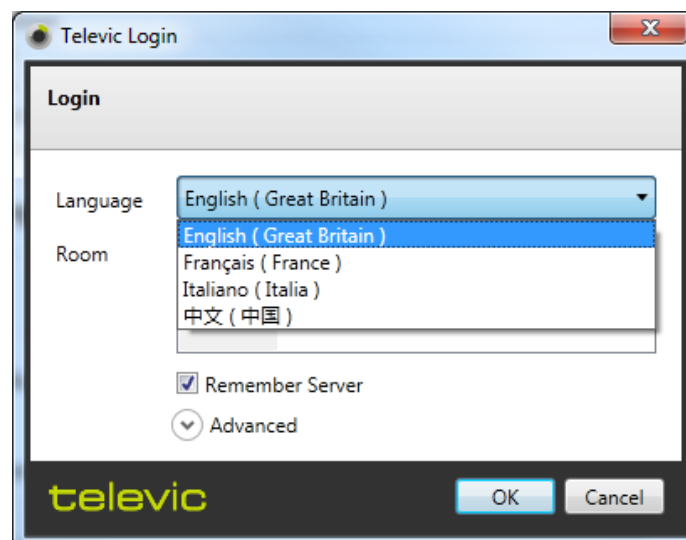 Televic Login
Login
Language
English ( Great Britain )
English ( Great Britain )
Français ( France )
Italiano ( Italia )
中文 ( 中国 )
Room
Remember Server
Advanced
televic
OK
Cancel